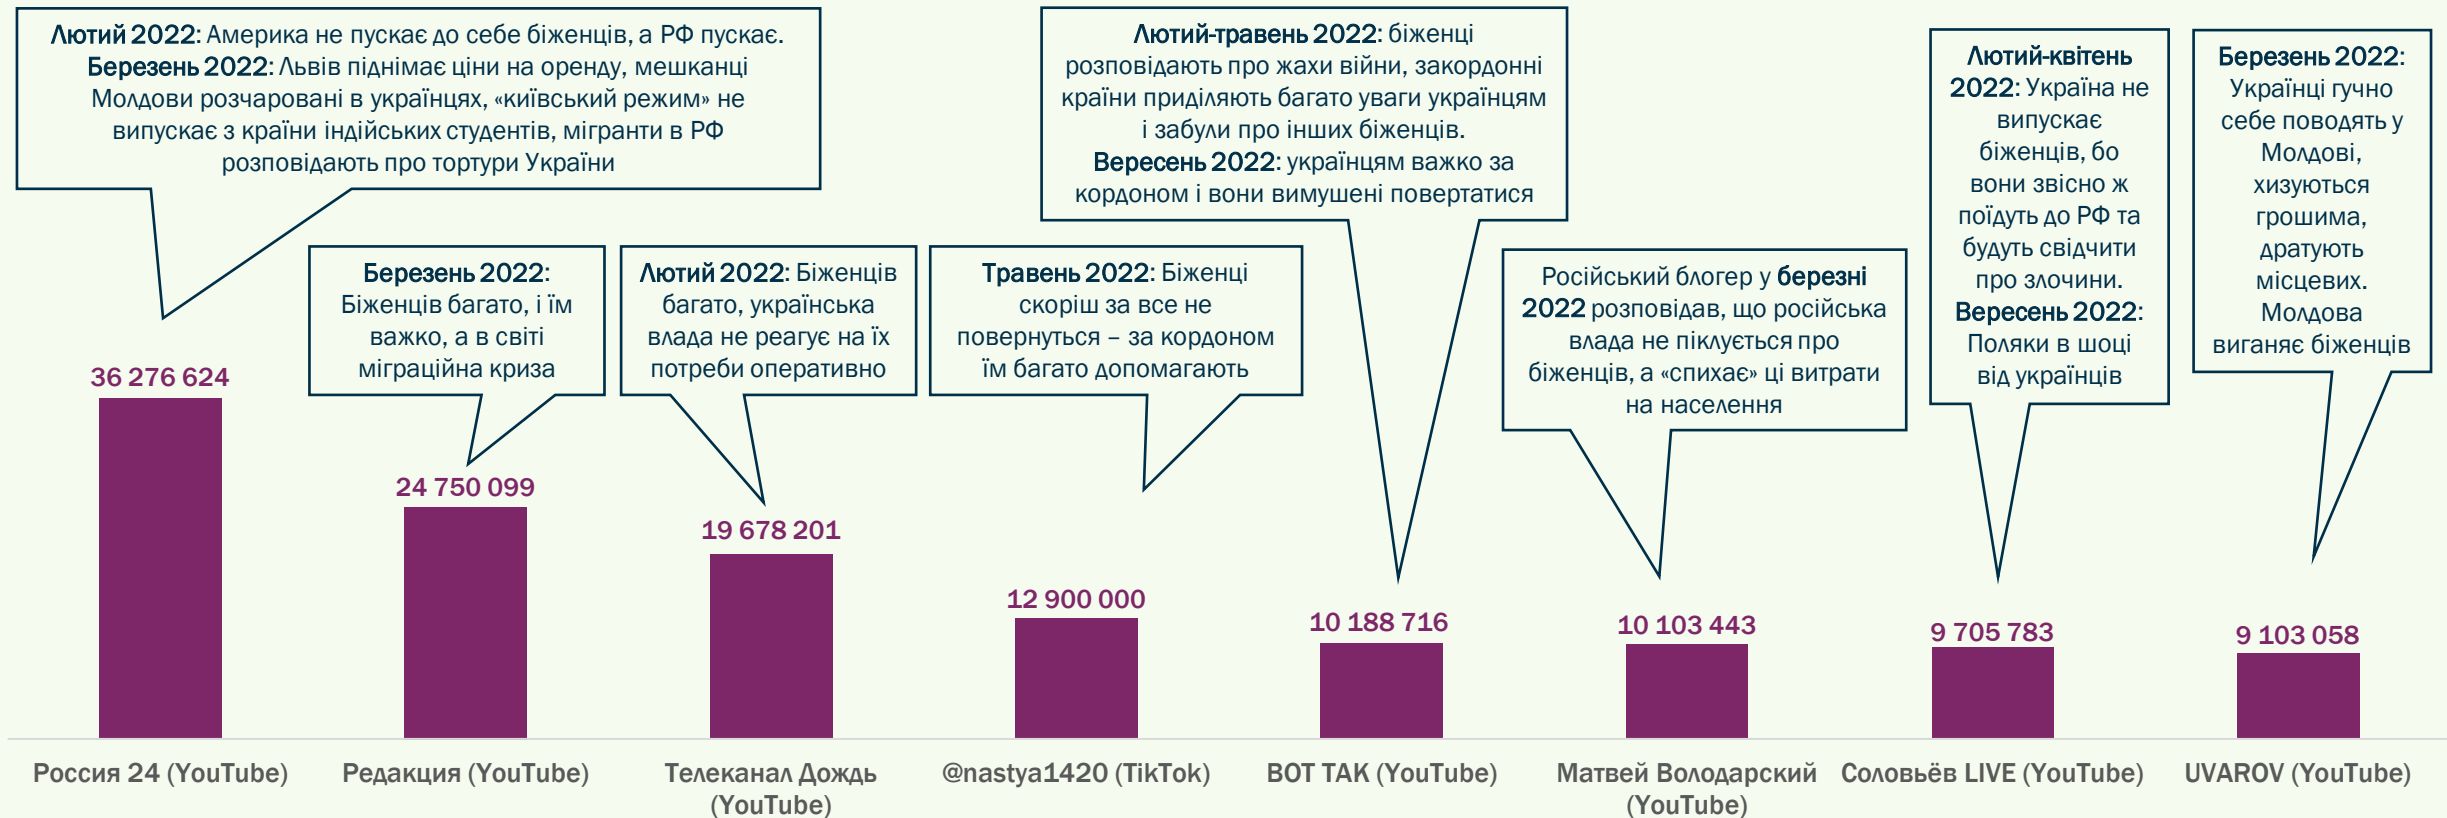 Лютий 2022: Америка не пускає до себе біженців, а РФ пускає.
Березень 2022: Львів піднімає ціни на оренду, мешканці
Молдови розчаровані в українцях, «київський режим» не
випускає з країни індійських студентів, мігранти в РФ
розповідають про тортури України
Березень 2022:
Біженців багато, і їм
важко, а в світі
міграційна криза
Лютий 2022: Біженців
багато, українська
влада не реагує на їх
потреби оперативно
Травень 2022: Біженці
скоріш за все не
повернуться – за кордоном
їм багато допомагають
Лютий-травень 2022: біженці
розповідають про жахи війни, закордонні
країни приділяють багато уваги українцям
і забули про інших біженців.
Вересень 2022: українцям важко за
кордоном і вони вимушені повертатися
Російський блогер у березні
2022 розповідав, що російська
влада не піклується про
біженців, а «спихає» ці витрати
на населення
Лютий-квітень
2022: Україна не
випускає
біженців, бо
вони звісно ж
поїдуть до РФ та
будуть свідчити
про злочини.
Вересень 2022:
Поляки в шоці
від українців
Березень 2022:
Українці гучно
себе поводять у
Молдові,
хизуються
грошима,
дратують
місцевих.
Молдова
виганяє біженців
36 276 624
24 750 099
19 678 201
12 900 000
10 188 716
10 103 443
9 705 783
9 103 058
Россия 24 (YouTube)
Редакция (YouTube)
Телеканал Дождь
(YouTube)
@nastya1420 (TikTok)
ВОТ ТАК (YouTube)
Матвей Володарский
(YouTube)
Соловьёв LIVE (YouTube)
UVAROV (YouTube)